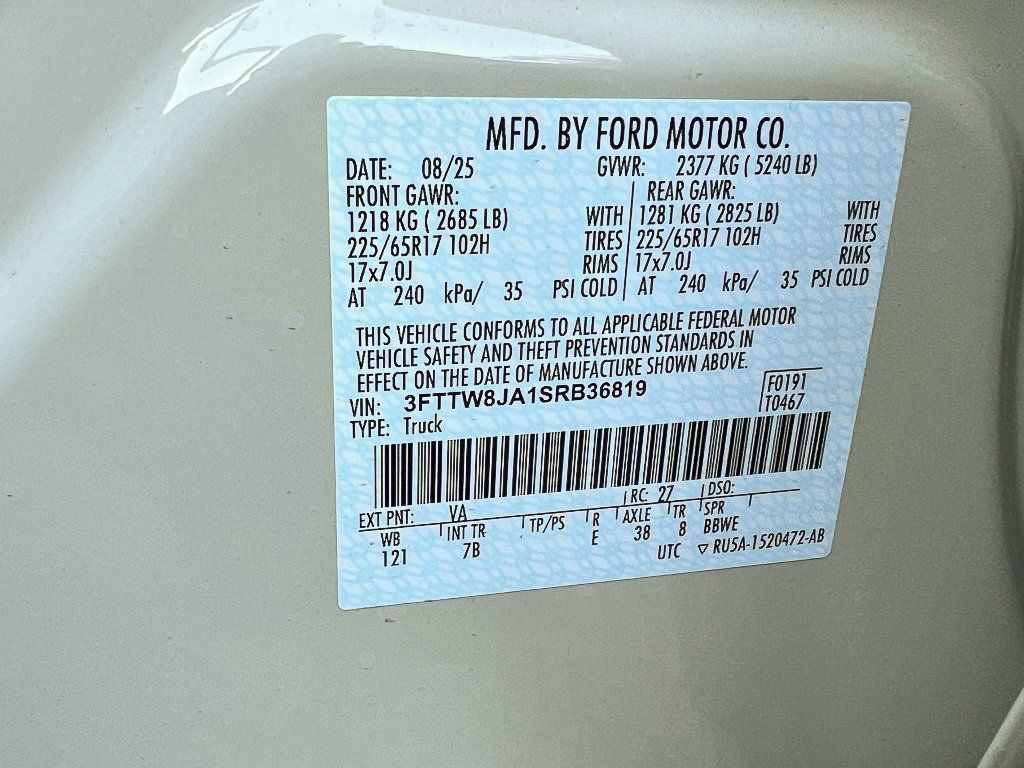 MFD. BY FORD MOTOR CO.
DATE: 08/25 GVWR: 2377 KG ( 5240 LB)
FRONT GAWR: REAR GAWR:
1218 KG ( 2685 LB) WITH 1281 KG ( 2825 LB) WITH
225/65R17 102H TIRES 225/65R17 102H TIRES
17x7.0J RIMS 17x7.0J RIMS
AT 240 kPa/ 35 PSI COLD AT 240 kPa/ 35 PSI COLD
THIS VEHICLE CONFORMS TO ALL APPLICABLE FEDERAL MOTOR
VEHICLE SAFETY AND THEFT PREVENTION STANDARDS IN
EFFECT ON THE DATE OF MANUFACTURE SHOWN ABOVE.
VIN: 3FTTW8JA1SRB36819 F0191
TYPE: Truck T0467
EXT PNT: VA RC: 27 DSO:
WB INT TR TP/PS R AXLE TR SPR
121 7B E 38 8 BBWE
UTC ▽ RU5A-1520472-AB